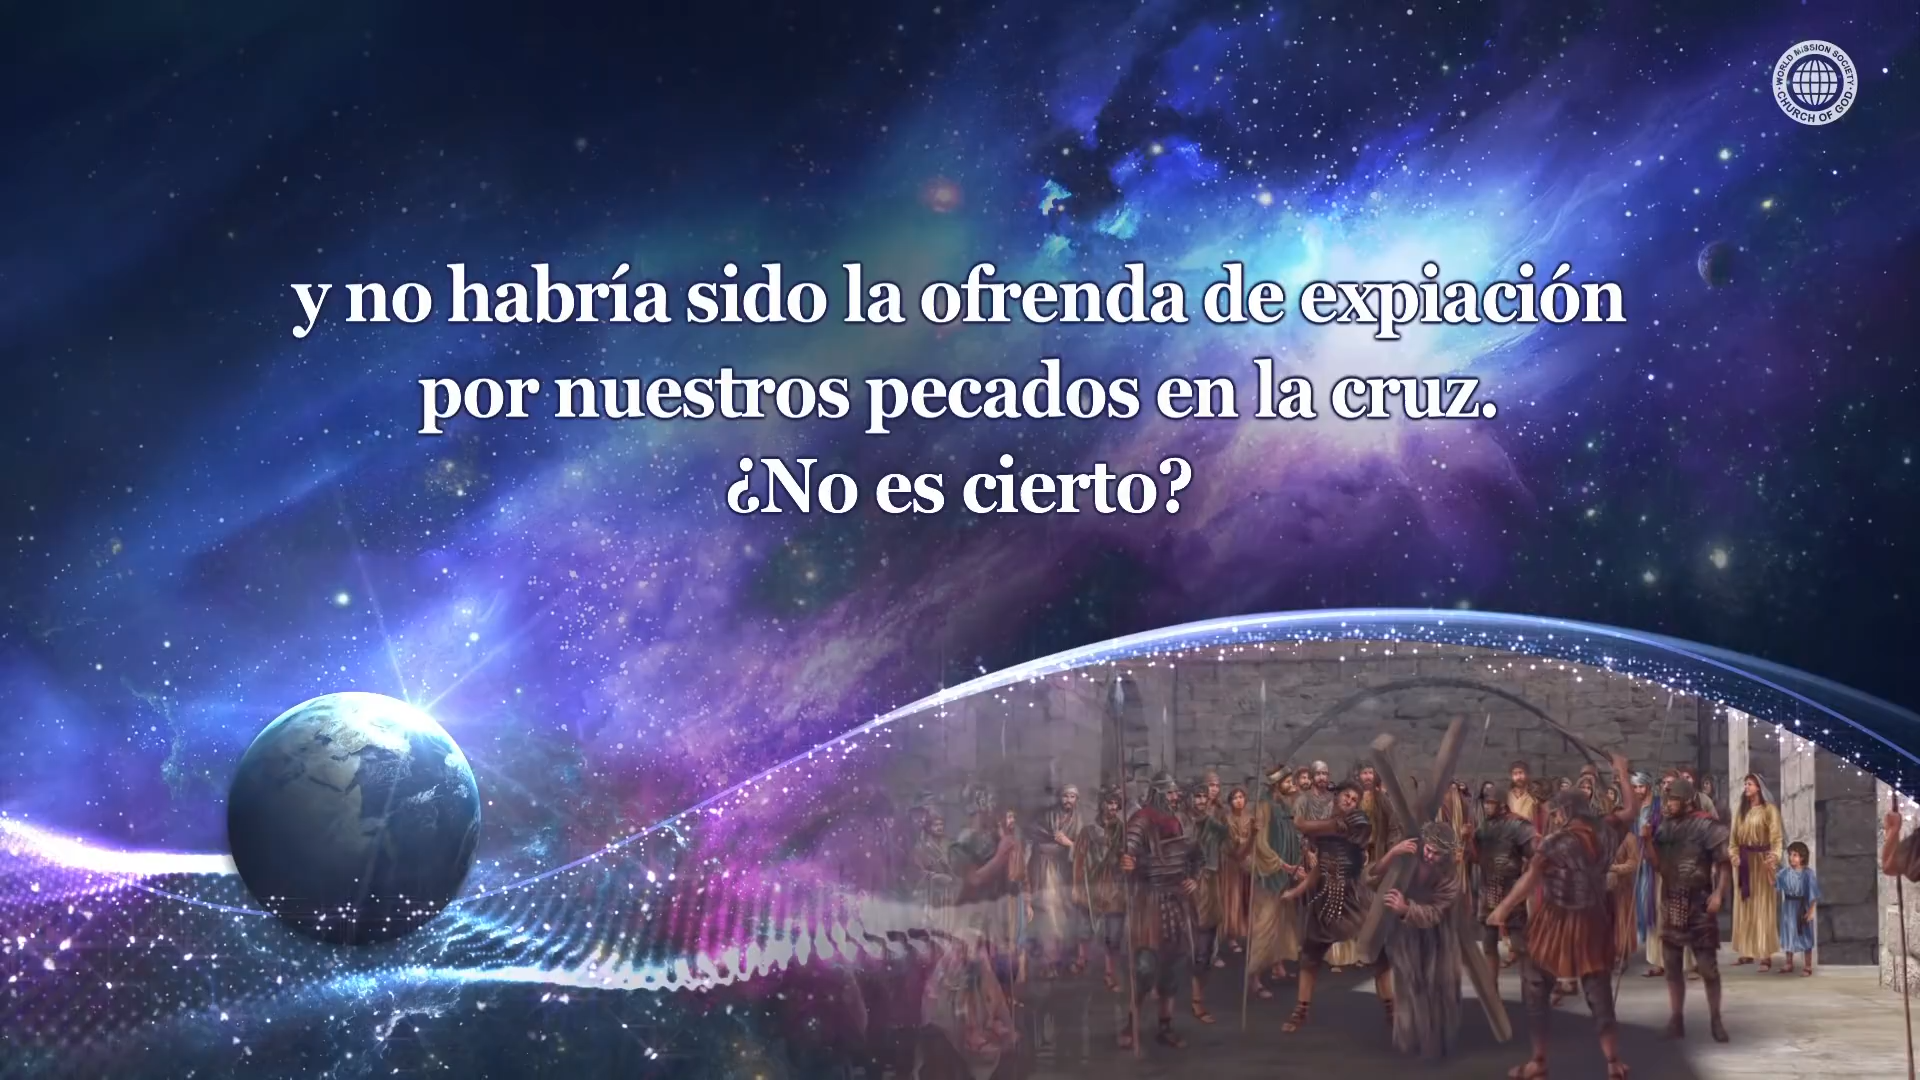 WORLD MISSION SOCIETY
CHURCH OF GOD
y no habría sido la ofrenda de expiación
por nuestros pecados en la cruz.
¿No es cierto?